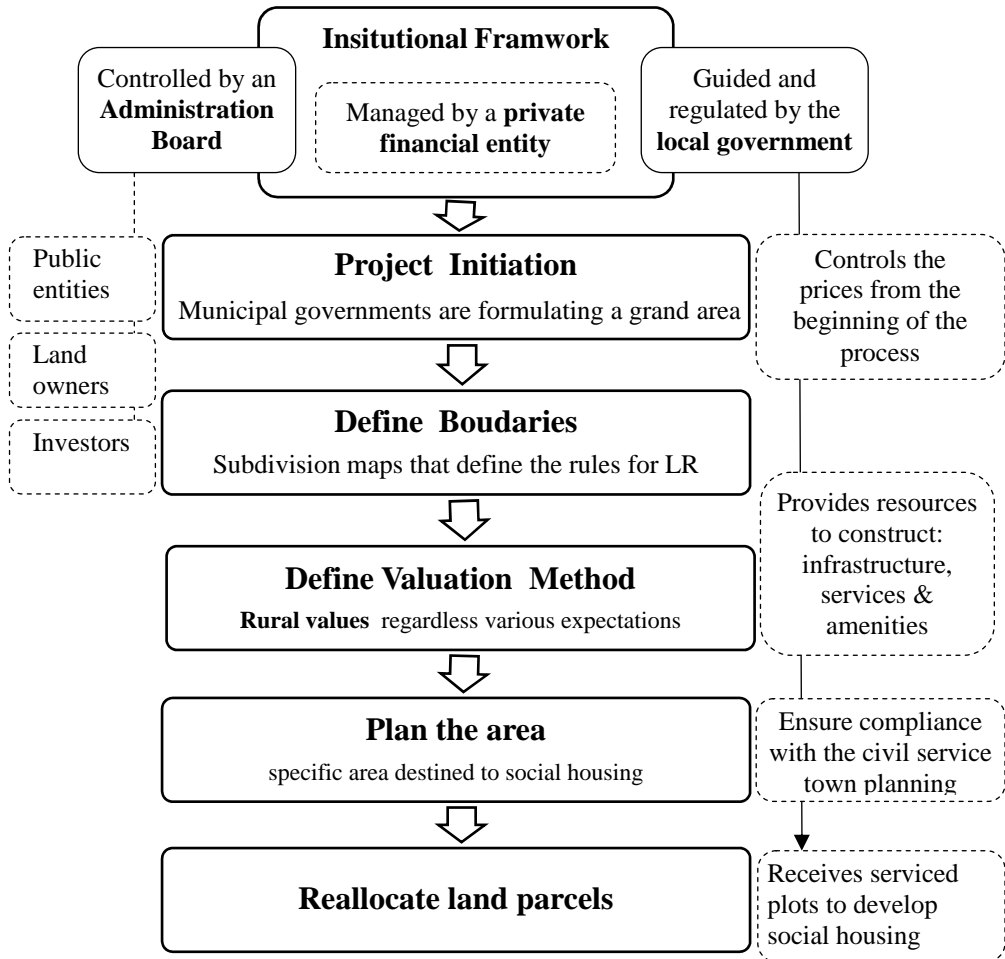 Insitutional Framwork
Controlled by an
Administration
Board
Managed by a private
financial entity
Guided and
regulated by the
local government
Public
entities
Land
owners
Investors
Project Initiation
Municipal governments are formulating a grand area
Define Boudaries
Subdivision maps that define the rules for LR
Define Valuation Method
Rural values regardless various expectations
Plan the area
specific area destined to social housing
Reallocate land parcels
Controls the
prices from the
beginning of the
process
Provides resources
to construct:
infrastructure,
services &
amenities
Ensure compliance
with the civil service
town planning
Receives serviced
plots to develop
social housing